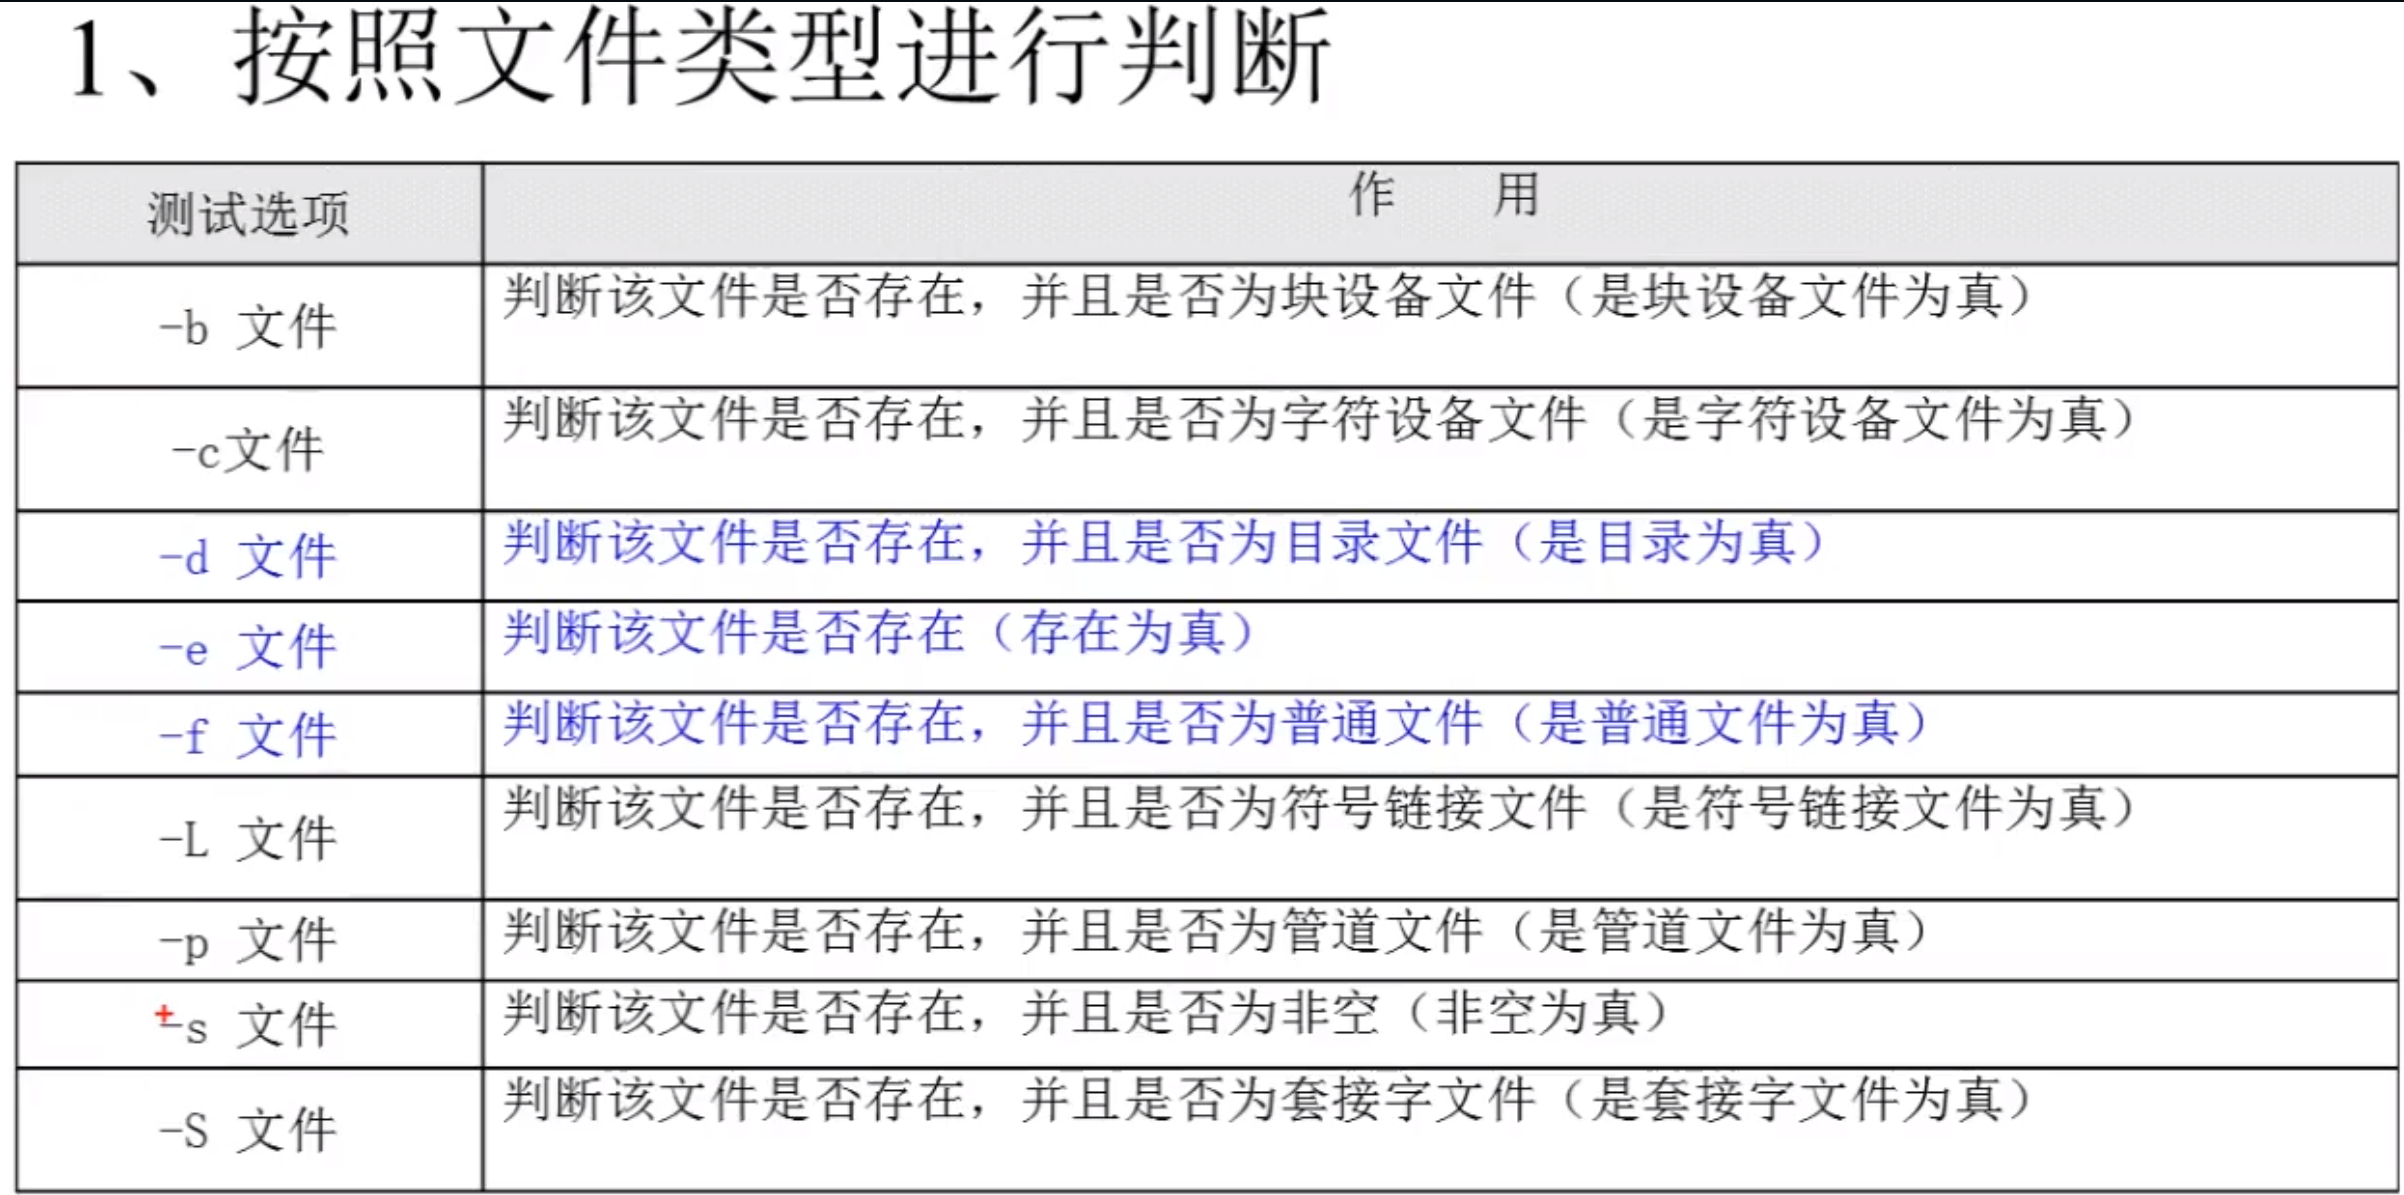 1、按照文件类型进行判断
测试选项 作 用
-b 文件 判断该文件是否存在，并且是否为块设备文件（是块设备文件为真）
-c文件 判断该文件是否存在，并且是否为字符设备文件（是字符设备文件为真）
-d 文件 判断该文件是否存在，并且是否为目录文件（是目录为真）
-e 文件 判断该文件是否存在（存在为真）
-f 文件 判断该文件是否存在，并且是否为普通文件（是普通文件为真）
-L 文件 判断该文件是否存在，并且是否为符号链接文件（是符号链接文件为真）
-p 文件 判断该文件是否存在，并且是否为管道文件（是管道文件为真）
-s 文件 判断该文件是否存在，并且是否为非空（非空为真）
-S 文件 判断该文件是否存在，并且是否为套接字文件（是套接字文件为真）